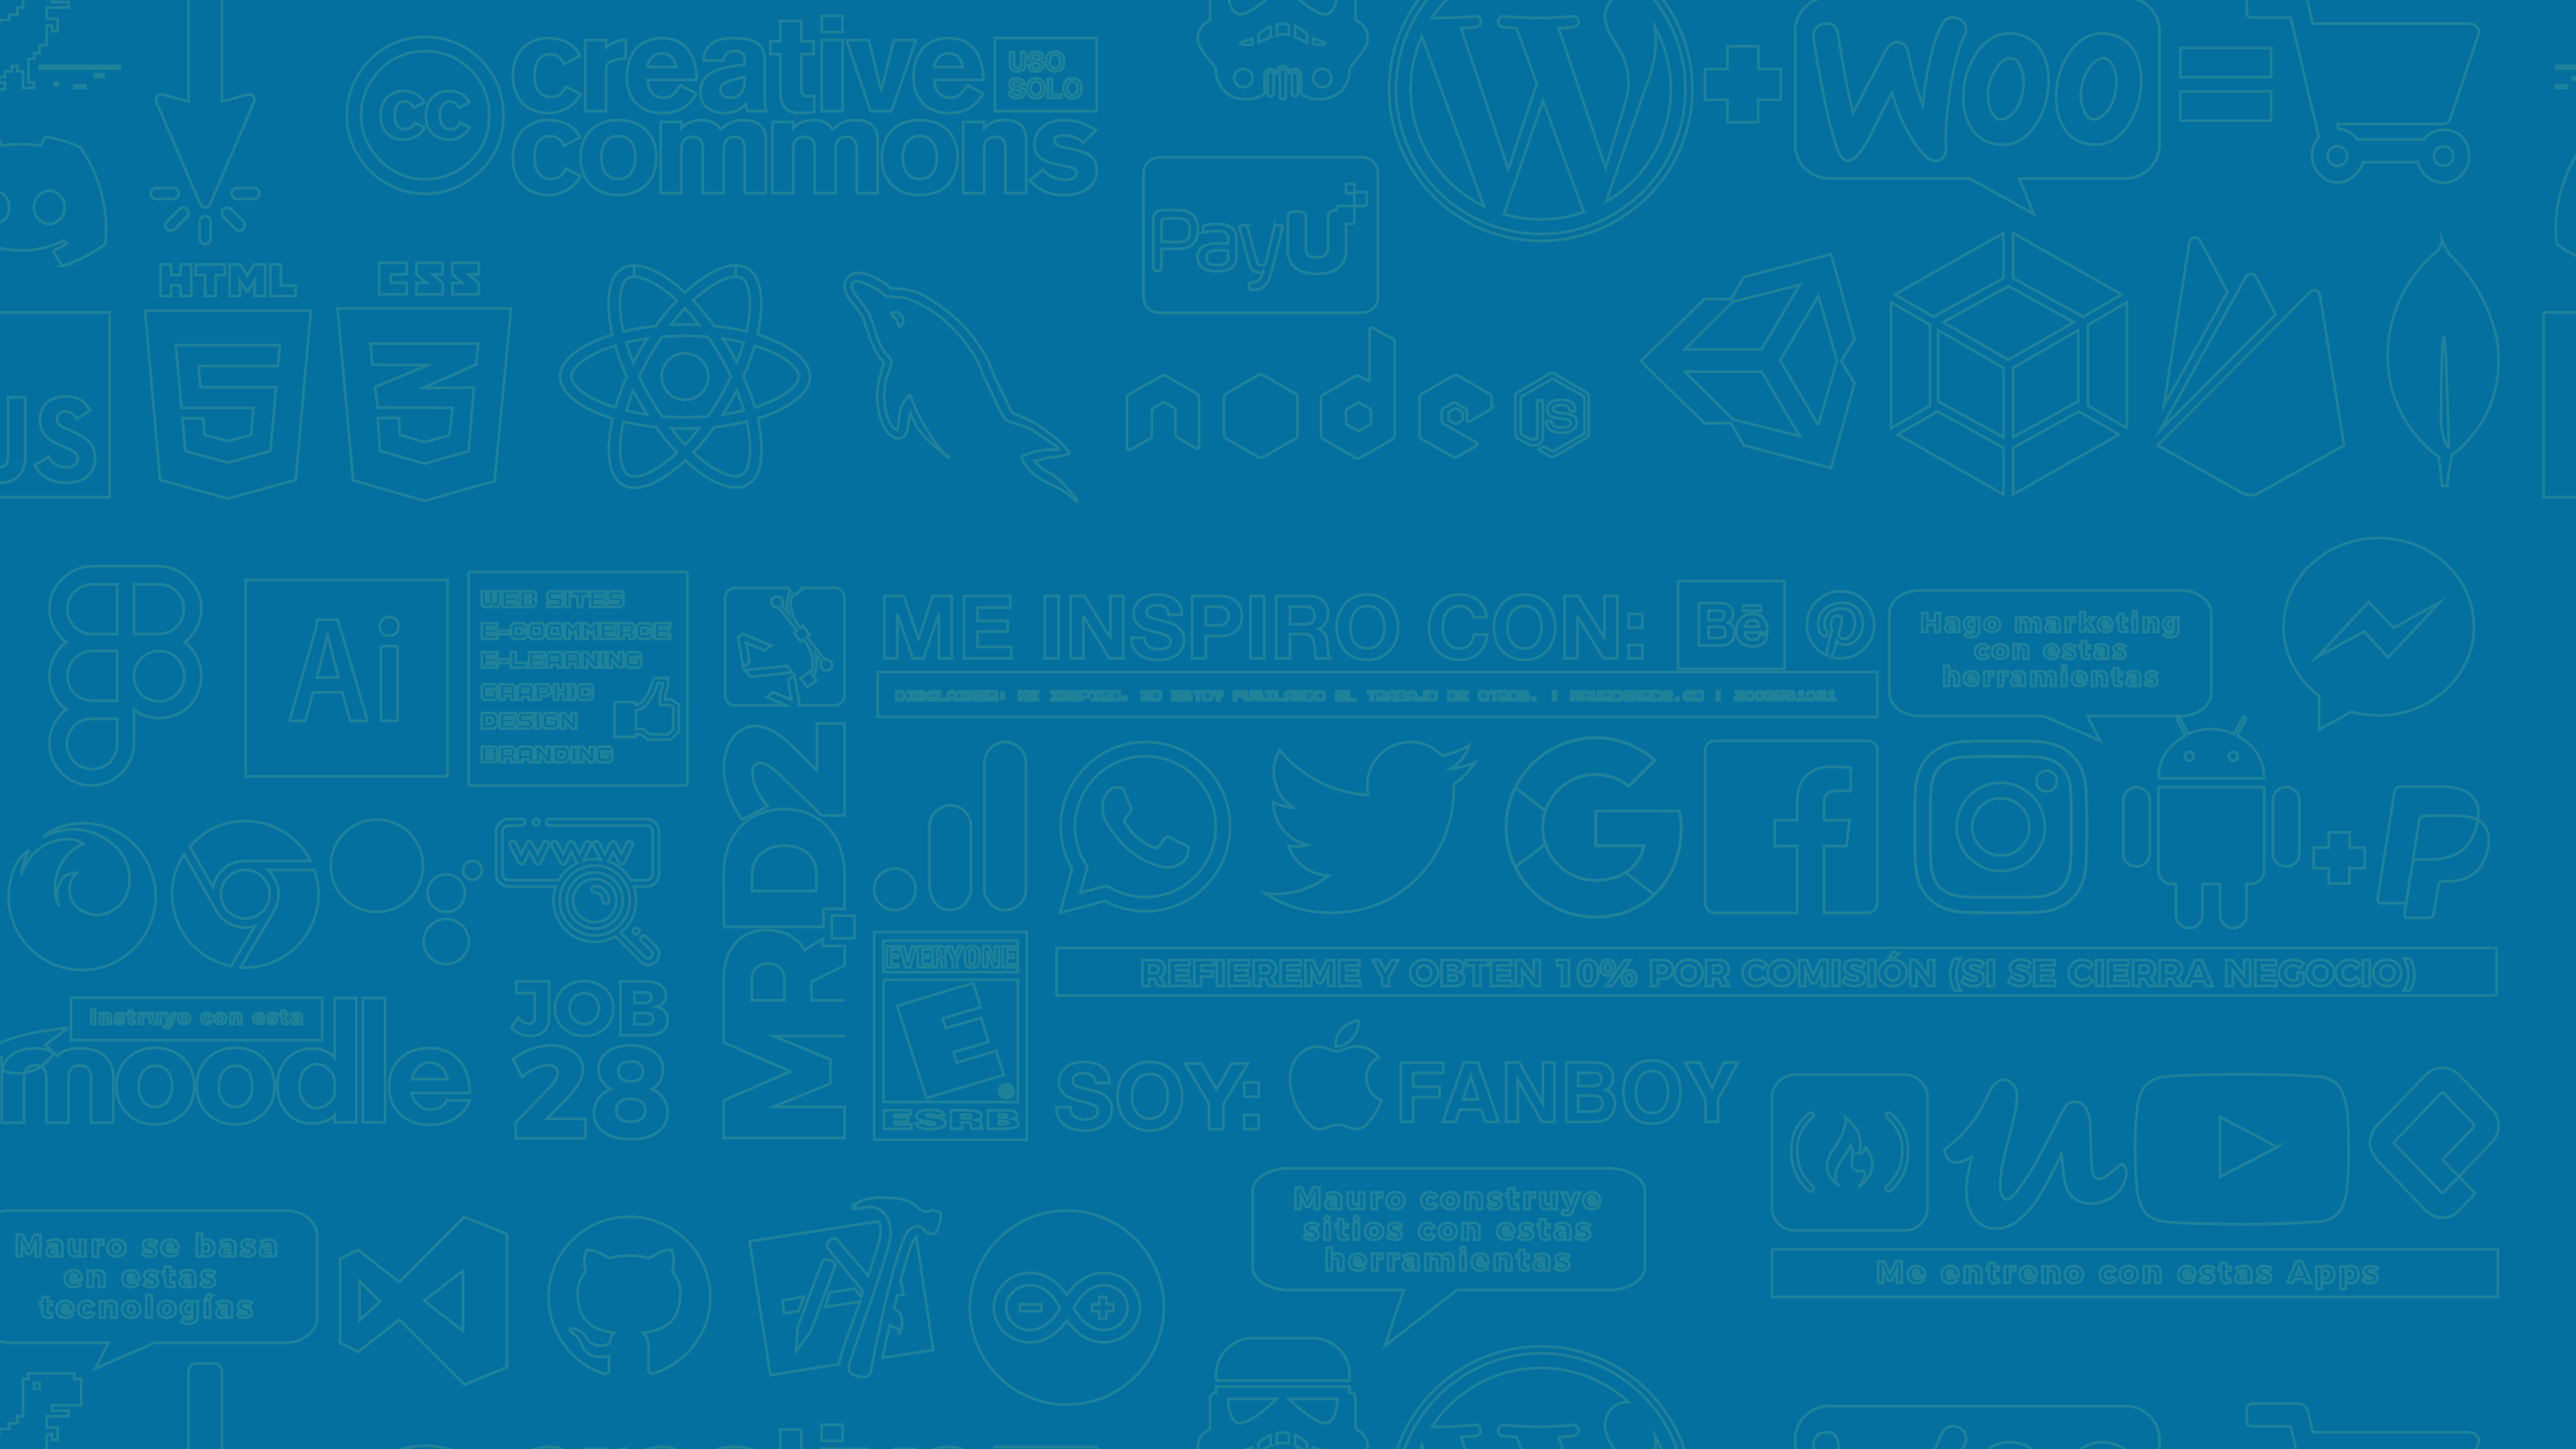 cc
creative
commons
USO
SOLO
WOO
PayU
HTML
CSS
JS
5
3
node
JS
Ai
WEB SITES
E-COOMMERCE
E-LEARNING
GRAPHIC
DESIGN
BRANDING
ME INSPIRO CON:
Bē
Hago marketing
con estas
herramientas
WWW
MR.D2
EVERYONE
E
ESRB
REFIEREME Y OBTEN 10% POR COMISIÓN (SI SE CIERRA NEGOCIO)
Instruyo con esta
moodle
JOB
28
SOY:
FANBOY
Mauro se basa
en estas
tecnologías
Mauro construye
sitios con estas
herramientas
Me entreno con estas Apps